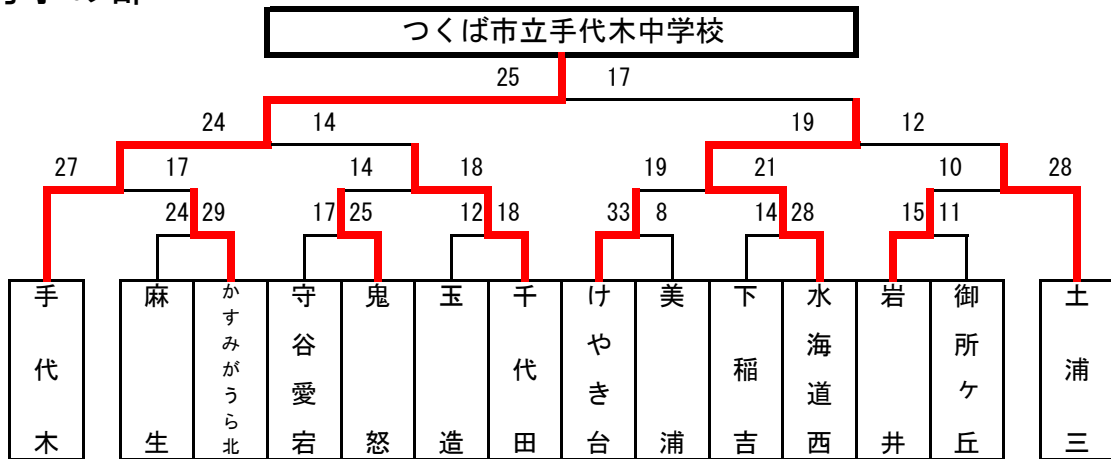 つくば市立手代木中学校
25 17
24 14 19 12
27 17 14 18 19 21 10 28
24 29 17 25 12 18 33 8 14 28 15 11
手代木
麻生
かすみがうら北
守谷愛宕
鬼怒
玉造
千代田
けやき台
美浦
下稲吉
水海道西
岩井
御所ケ丘
土浦三